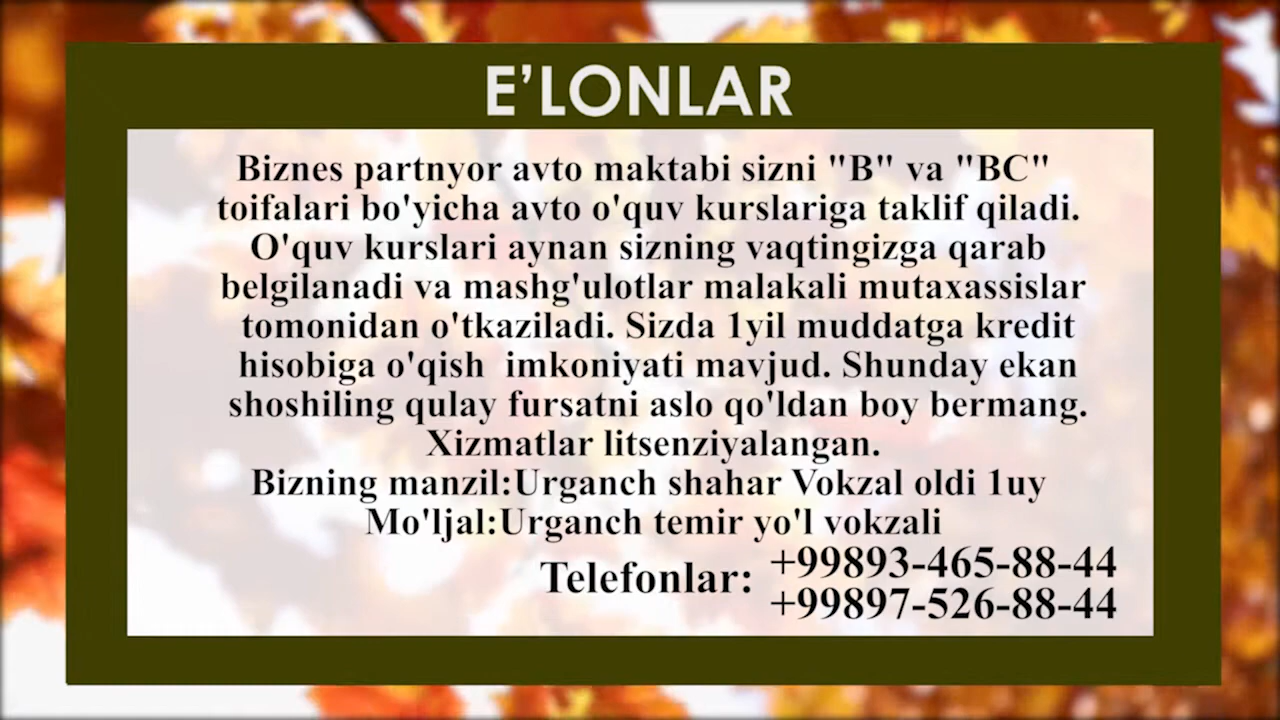 E’LONLAR
Biznes partnyor avto maktabi sizni "B" va "BC"
toifalari bo'yicha avto o'quv kurslariga taklif qiladi.
O'quv kurslari aynan sizning vaqtingizga qarab
belgilanadi va mashg'ulotlar malakali mutaxassislar
tomonidan o'tkaziladi. Sizda 1yil muddatga kredit
hisobiga o'qish  imkoniyati mavjud. Shunday ekan
shoshiling qulay fursatni aslo qo'ldan boy bermang.
Xizmatlar litsenziyalangan.
Bizning manzil:Urganch shahar Vokzal oldi 1uy
Mo'ljal:Urganch temir yo'l vokzali
Telefonlar:
+99893-465-88-44
+99897-526-88-44